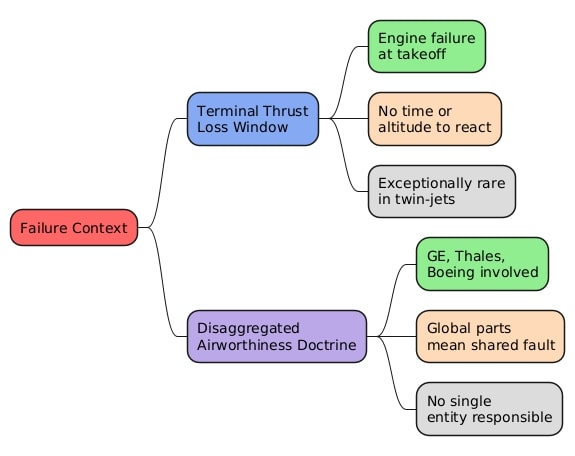 Failure Context
Terminal Thrust
Loss Window
Engine failure
at takeoff
No time or
altitude to react
Exceptionally rare
in twin-jets
Disaggregated
Airworthiness Doctrine
GE, Thales,
Boeing involved
Global parts
mean shared fault
No single
entity responsible